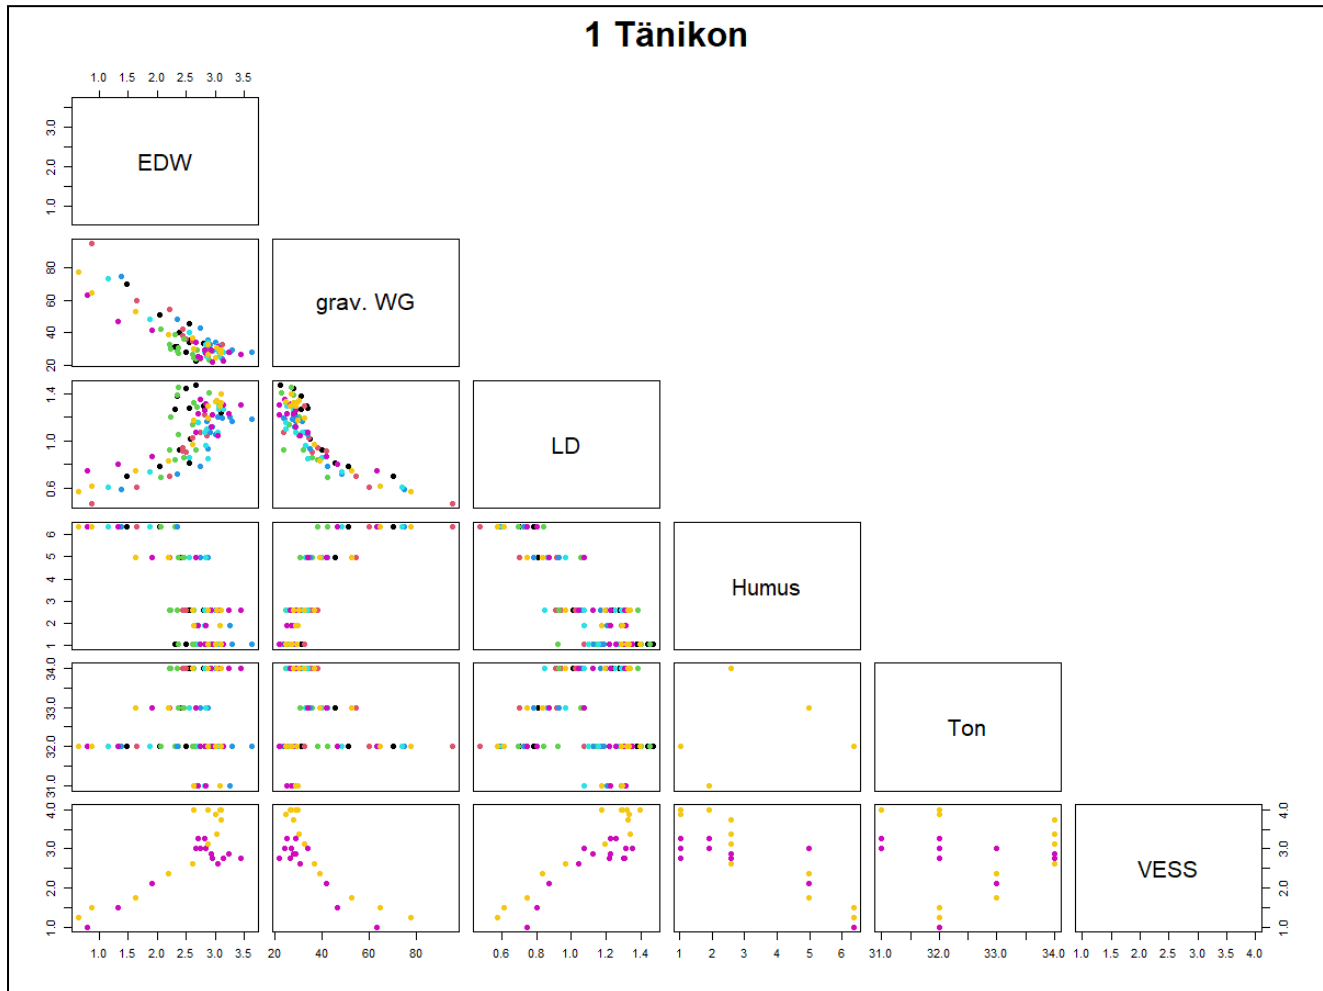 1 Tänikon
1.0 1.5 2.0 2.5 3.0 3.5
1.0 2.0 3.0
EDW
20 40 60 80
grav. WG
0.6 1.0 1.4
LD
1 2 3 4 5 6
Humus
31.0 32.0 33.0 34.0
Ton
1.0 2.0 3.0 4.0
VESS
1.0 2.0 3.0 4.0
1.0 1.5 2.0 2.5 3.0 3.5
20 40 60 80
0.6 0.8 1.0 1.2 1.4
1 2 3 4 5 6
31.0 32.0 33.0 34.0
1.0 1.5 2.0 2.5 3.0 3.5 4.0